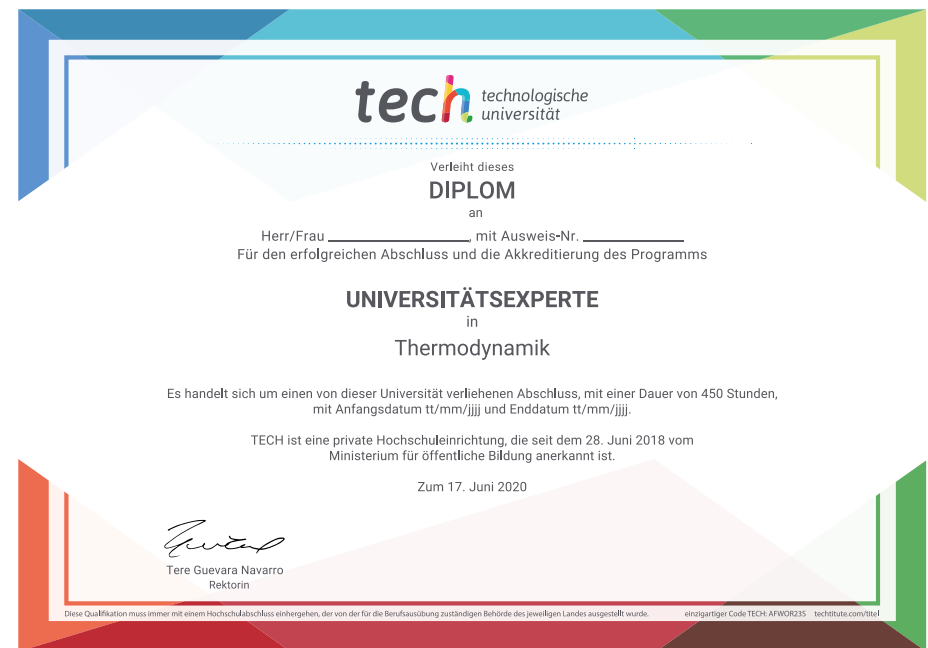 tech technologische
universität
Verleiht dieses
DIPLOM
an
Herr/Frau ____________________, mit Ausweis-Nr. ______________
Für den erfolgreichen Abschluss und die Akkreditierung des Programms
UNIVERSITÄTSEXPERTE
in
Thermodynamik
Es handelt sich um einen von dieser Universität verliehenen Abschluss, mit einer Dauer von 450 Stunden,
mit Anfangsdatum tt/mm/jjjj und Enddatum tt/mm/jjjj.
TECH ist eine private Hochschuleinrichtung, die seit dem 28. Juni 2018 vom
Ministerium für öffentliche Bildung anerkannt ist.
Zum 17. Juni 2020
Tere Guevara Navarro
Rektorin
Diese Qualifikation muss immer mit einem Hochschulabschluss einhergehen, der von der für die Berufsausübung zuständigen Behörde des jeweiligen Landes ausgestellt wurde. einzigartiger Code TECH: AFWOR235 techtitute.com/titel